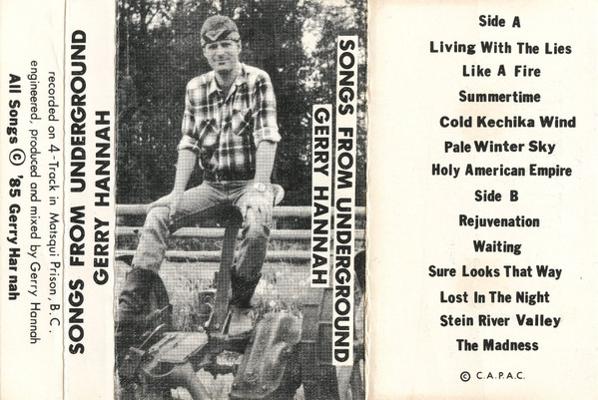 recorded on 4-Track in Matsqui Prison, B.C.
engineered, produced and mixed by Gerry Hannah
All Songs © '85 Gerry Hannah
SONGS FROM UNDERGROUND
GERRY HANNAH
SONGS FROM UNDERGROUND
GERRY HANNAH
Side A
Living With The Lies
Like A Fire
Summertime
Cold Kechika Wind
Pale Winter Sky
Holy American Empire
Side B
Rejuvenation
Waiting
Sure Looks That Way
Lost In The Night
Stein River Valley
The Madness
© C.A.P.A.C.